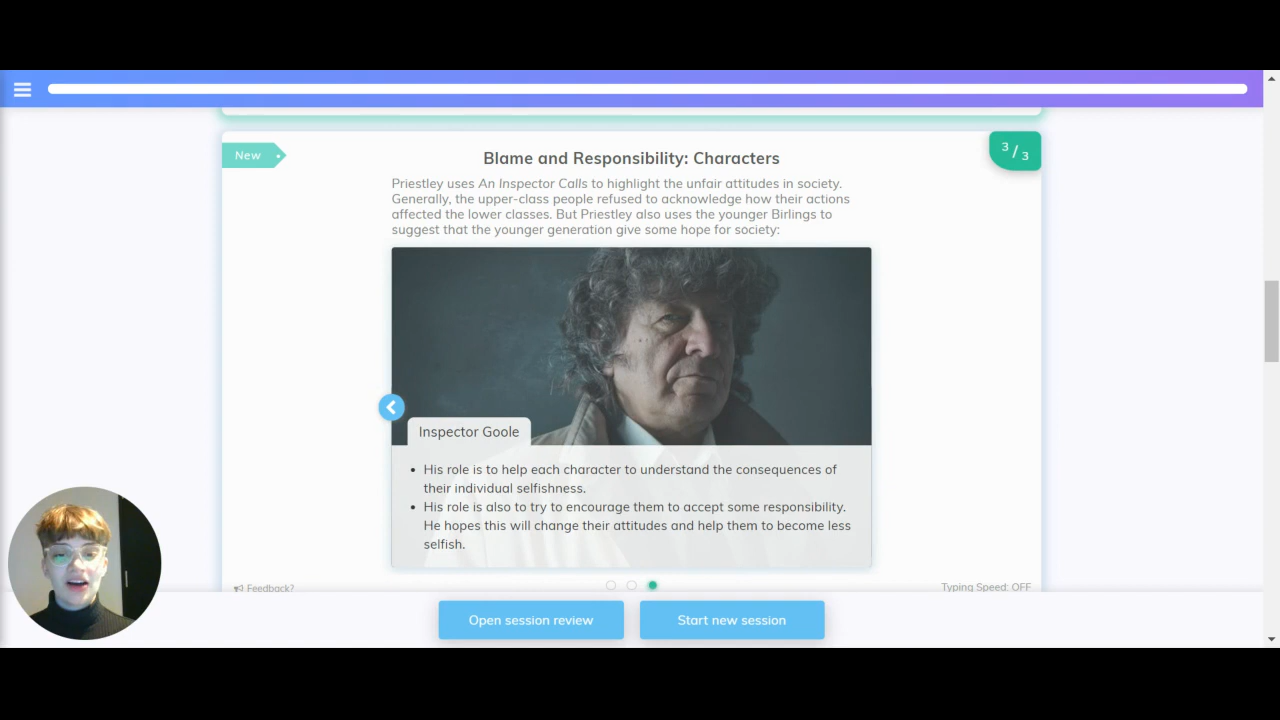 New
Blame and Responsibility: Characters
3 / 3
Priestley uses An Inspector Calls to highlight the unfair attitudes in society.
Generally, the upper-class people refused to acknowledge how their actions
affected the lower classes. But Priestley also uses the younger Birlings to
suggest that the younger generation give some hope for society:
Inspector Goole
• His role is to help each character to understand the consequences of
their individual selfishness.
• His role is also to try to encourage them to accept some responsibility.
He hopes this will change their attitudes and help them to become less
selfish.
Feedback?
Typing Speed: OFF
Open session review
Start new session